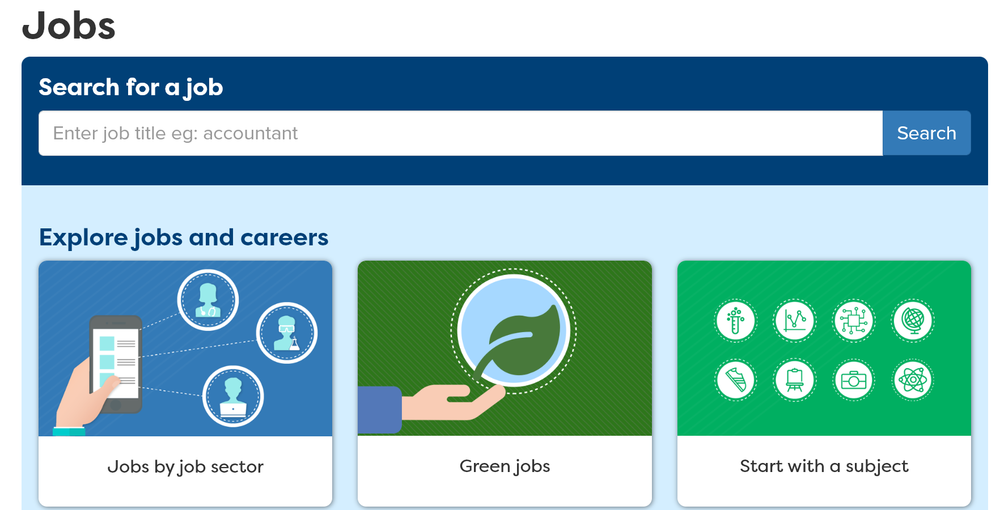 Jobs
Search for a job
Enter job title eg: accountant
Search
Explore jobs and careers
Jobs by job sector
Green jobs
Start with a subject